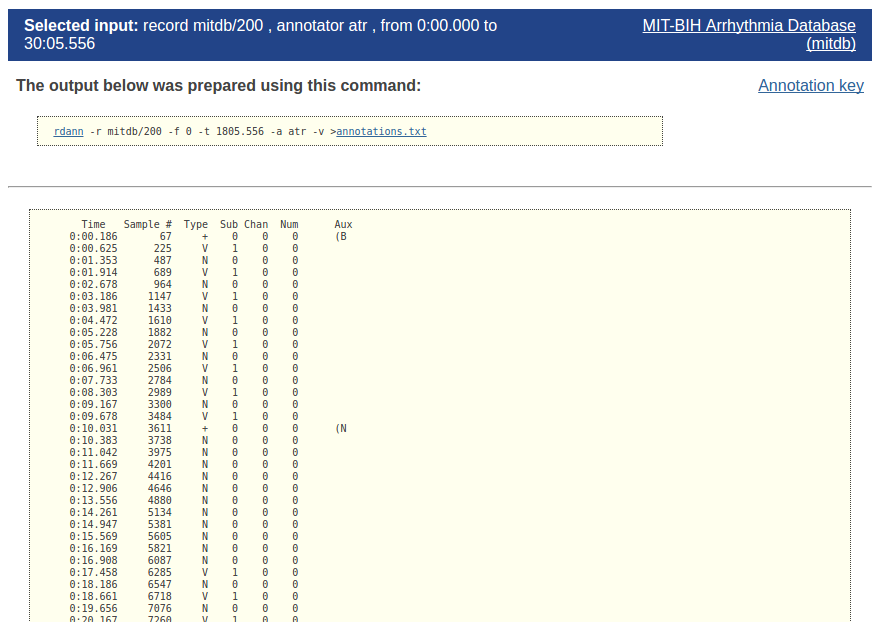 Selected input: record mitdb/200 , annotator atr , from 0:00.000 to
30:05.556
MIT-BIH Arrhythmia Database
(mitdb)
The output below was prepared using this command:
Annotation key
rdann -r mitdb/200 -f 0 -t 1805.556 -a atr -v >annotations.txt
Time Sample # Type Sub Chan Num Aux
0:00.186 67 + 0 0 0 (B
0:00.625 225 V 1 0 0
0:01.353 487 N 0 0 0
0:01.914 689 V 1 0 0
0:02.678 964 N 0 0 0
0:03.186 1147 V 1 0 0
0:03.981 1433 N 0 0 0
0:04.472 1610 V 1 0 0
0:05.228 1882 N 0 0 0
0:05.756 2072 V 1 0 0
0:06.475 2331 N 0 0 0
0:06.961 2506 V 1 0 0
0:07.733 2784 N 0 0 0
0:08.303 2989 V 1 0 0
0:09.167 3300 N 0 0 0
0:09.678 3484 V 1 0 0
0:10.031 3611 + 0 0 0 (N
0:10.383 3738 N 0 0 0
0:11.042 3975 N 0 0 0
0:11.669 4201 N 0 0 0
0:12.267 4416 N 0 0 0
0:12.906 4646 N 0 0 0
0:13.556 4880 N 0 0 0
0:14.261 5134 N 0 0 0
0:14.947 5381 N 0 0 0
0:15.569 5605 N 0 0 0
0:16.169 5821 N 0 0 0
0:16.908 6087 N 0 0 0
0:17.458 6285 V 1 0 0
0:18.186 6547 N 0 0 0
0:18.661 6718 V 1 0 0
0:19.656 7076 N 0 0 0
0:20.167 7260 V 1 0 0